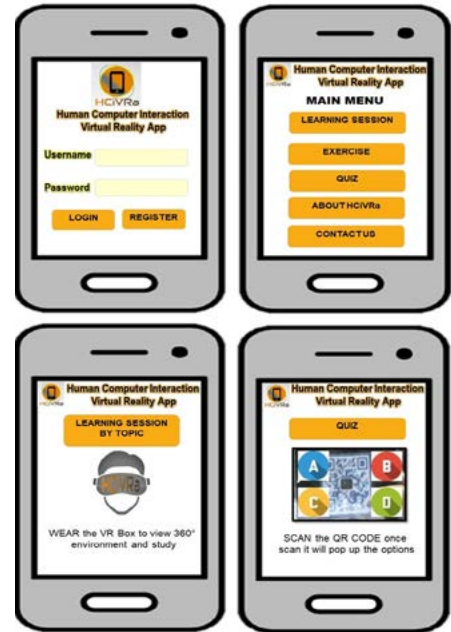 HCiVRa
Human Computer Interaction
Virtual Reality App
Username
Password
LOGIN
REGISTER
HCiVRa
Human Computer Interaction
Virtual Reality App
MAIN MENU
LEARNING SESSION
EXERCISE
QUIZ
ABOUT HCiVRa
CONTACT US
HCiVRa
Human Computer Interaction
Virtual Reality App
LEARNING SESSION
BY TOPIC
HCiVRa
WEAR the VR Box to view 360°
environment and study
HCiVRa
Human Computer Interaction
Virtual Reality App
QUIZ
A
B
C
D
SCAN the QR CODE once
scan it will pop up the options